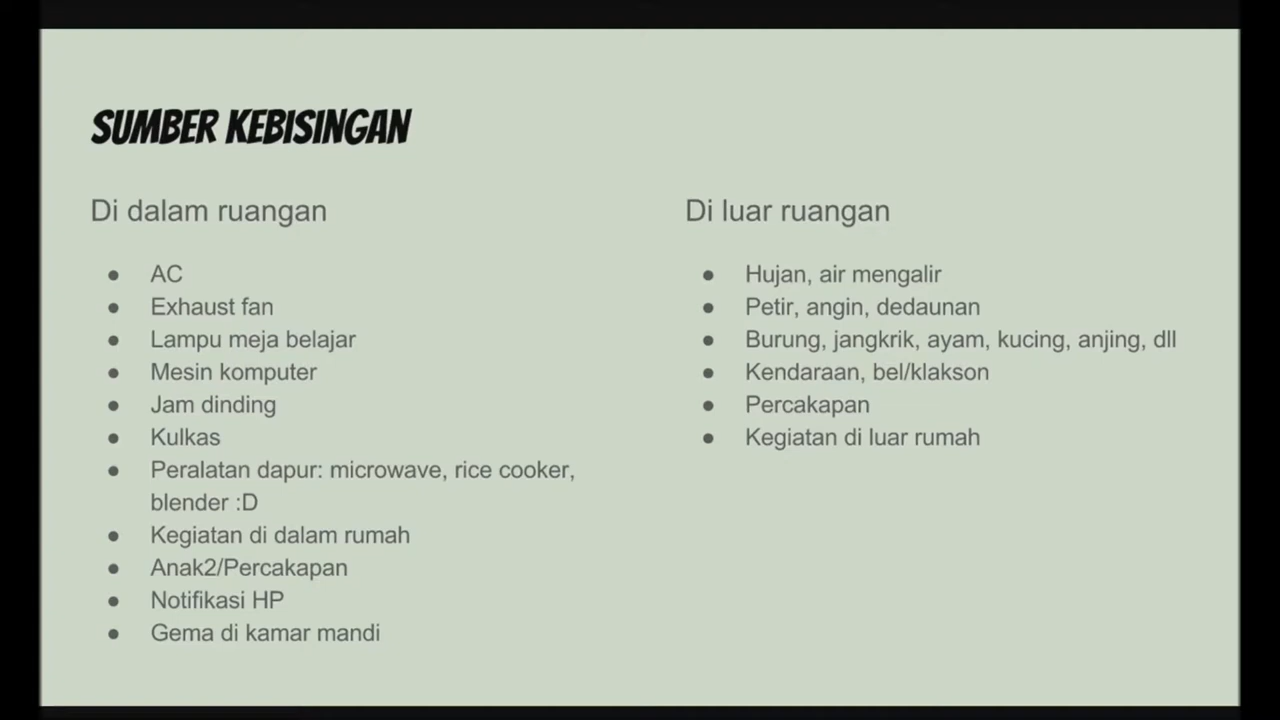 SUMBER KEBISINGAN
Di dalam ruangan
● AC
● Exhaust fan
● Lampu meja belajar
● Mesin komputer
● Jam dinding
● Kulkas
● Peralatan dapur: microwave, rice cooker,
blender :D
● Kegiatan di dalam rumah
● Anak2/Percakapan
● Notifikasi HP
● Gema di kamar mandi
Di luar ruangan
● Hujan, air mengalir
● Petir, angin, dedaunan
● Burung, jangkrik, ayam, kucing, anjing, dll
● Kendaraan, bel/klakson
● Percakapan
● Kegiatan di luar rumah